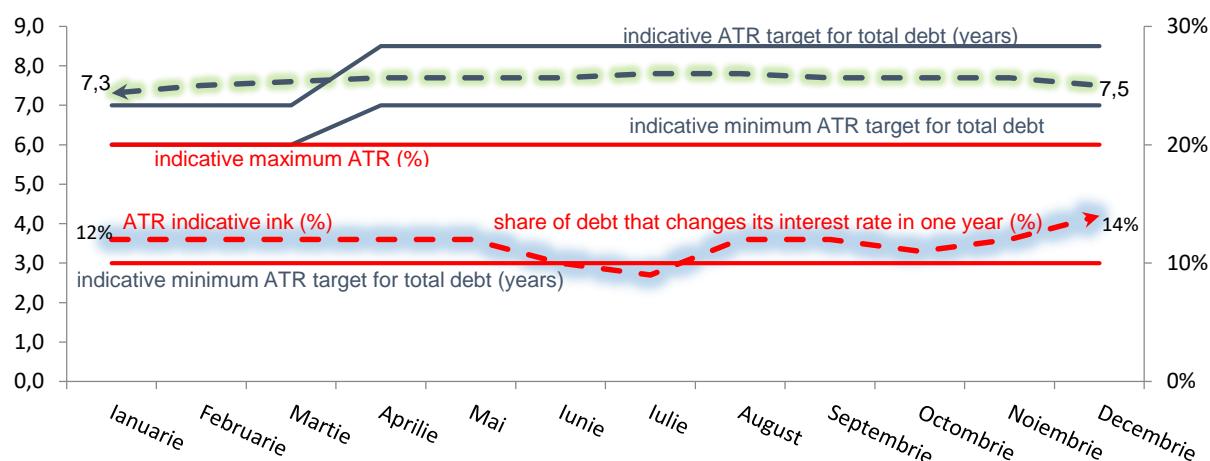 9,0
8,0
7,0
6,0
5,0
4,0
3,0
2,0
1,0
0,0
30%
20%
10%
0%
indicative ATR target for total debt (years)
7,3
7,5
indicative minimum ATR target for total debt
indicative maximum ATR (%)
ATR indicative ink (%)
share of debt that changes its interest rate in one year (%)
12%
14%
indicative minimum ATR target for total debt (years)
Ianuarie
Februarie
Martie
Aprilie
Mai
Iunie
Iulie
August
Septembrie
Octombrie
Noiembrie
Decembrie